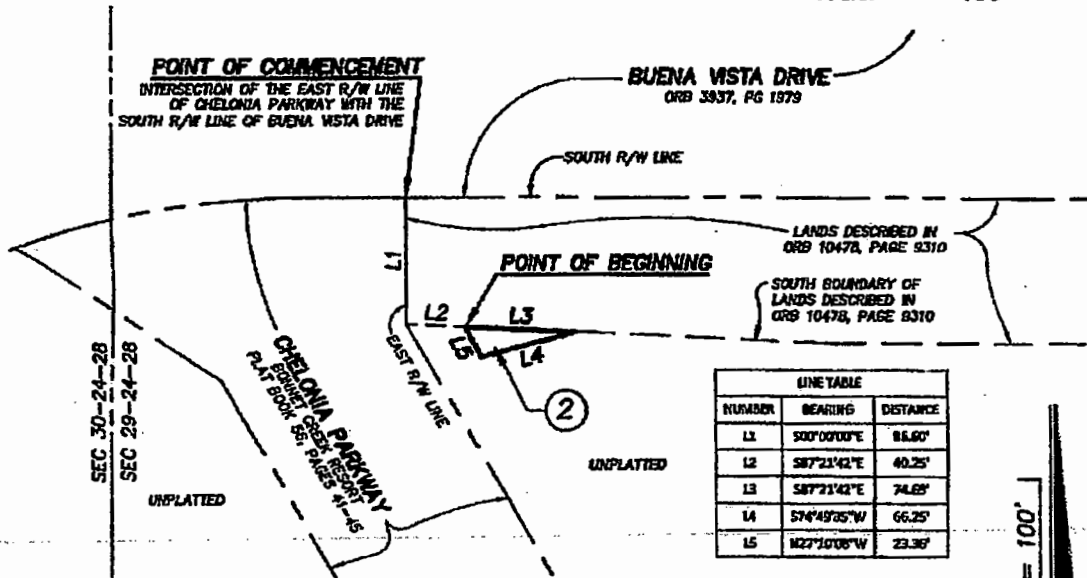 POINT OF COMMENCEMENT
INTERSECTION OF THE EAST R/W LINE
OF CHELONIA PARKWAY WITH THE
SOUTH R/W LINE OF BUENA VISTA DRIVE
BUENA VISTA DRIVE
ORB 3937, PG 1979
SOUTH R/W LINE
LANDS DESCRIBED IN
ORB 10478, PAGE 9310
L1
POINT OF BEGINNING
SOUTH BOUNDARY OF
LANDS DESCRIBED IN
ORB 10478, PAGE 9310
L2
L3
L5
L4
EAST R/W LINE
2
SEC 30-24-28
SEC 29-24-28
CHELONIA PARKWAY
BONNET CREEK RESORT
PLAT BOOK 56, PAGES 41-45
UNPLATTED
UNPLATTED
LINE TABLE
NUMBER BEARING DISTANCE
L1 S00°00'00"E
L2 S87°21'42"E 40.25'
L3 S87°21'42"E
L4 S74°49'35"W 66.25'
L5 23.36'
= 100'